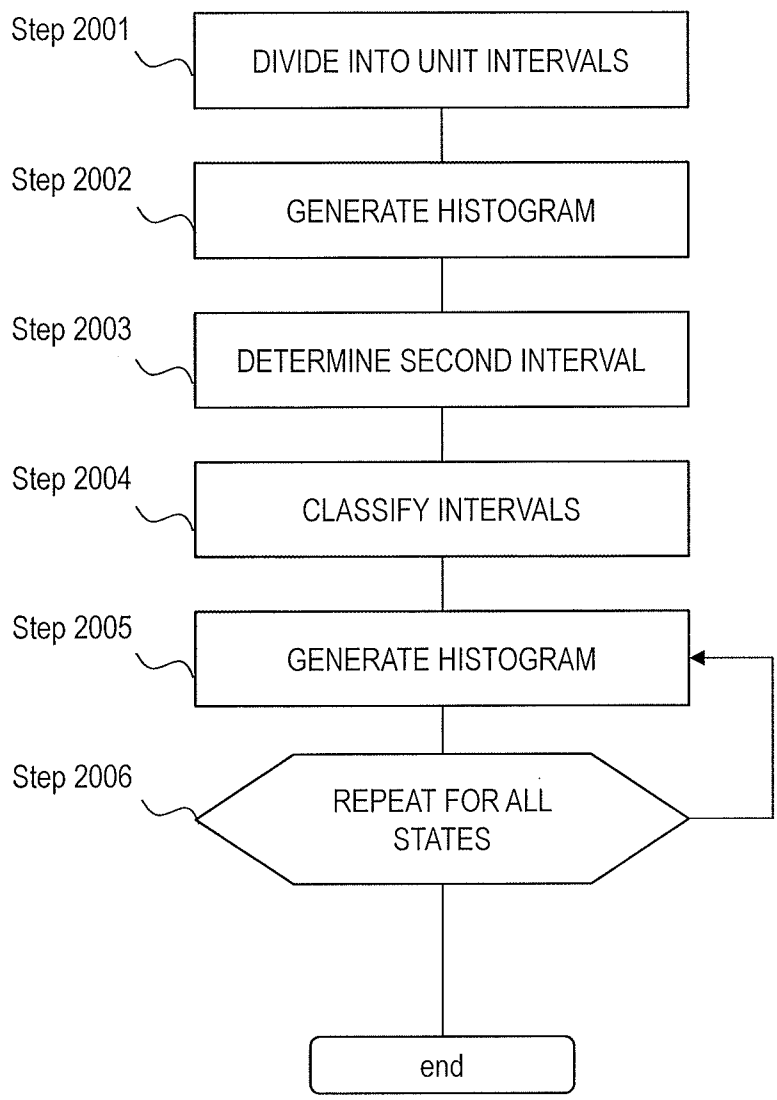 Step 2001
DIVIDE INTO UNIT INTERVALS
Step 2002
GENERATE HISTOGRAM
Step 2003
DETERMINE SECOND INTERVAL
Step 2004
CLASSIFY INTERVALS
Step 2005
GENERATE HISTOGRAM
Step 2006
REPEAT FOR ALL
STATES
end